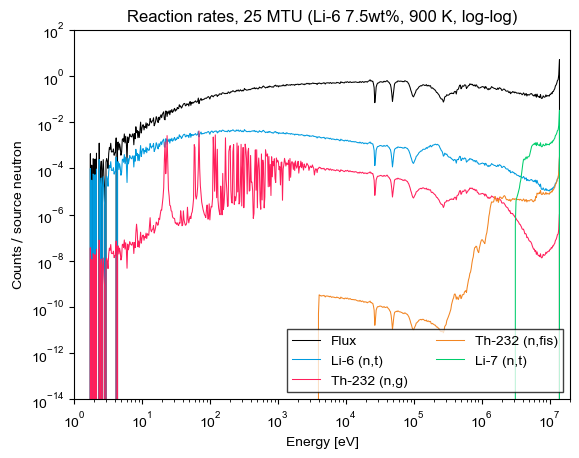 Reaction rates, 25 MTU (Li-6 7.5wt%, 900 K, log-log)
Counts / source neutron
10^2
10^0
10^−2
10^−4
10^−6
10^−8
10^−10
10^−12
10^−14
Flux
Li-6 (n,t)
Th-232 (n,g)
Th-232 (n,fis)
Li-7 (n,t)
10^0 10^1 10^2 10^3 10^4 10^5 10^6 10^7
Energy [eV]